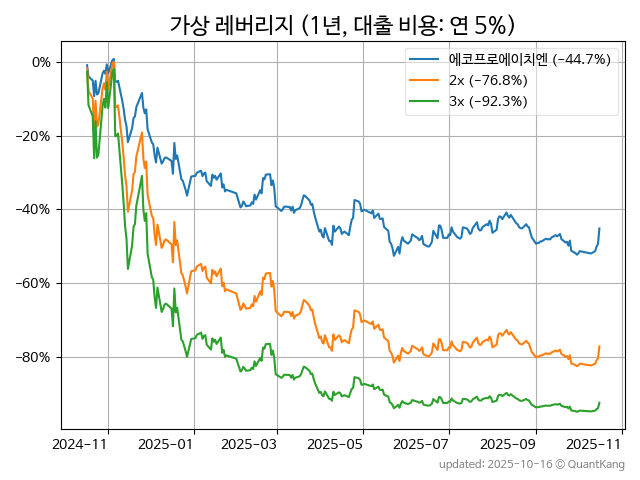 가상 레버리지 (1년, 대출 비용: 연 5%)
에코프로에이치엔 (−44.7%)
2x (−76.8%)
3x (−92.3%)
0%
−20%
−40%
−60%
−80%
2024-11 2025-01 2025-03 2025-05 2025-07 2025-09 2025-11
updated: 2025-10-16 © QuantKang